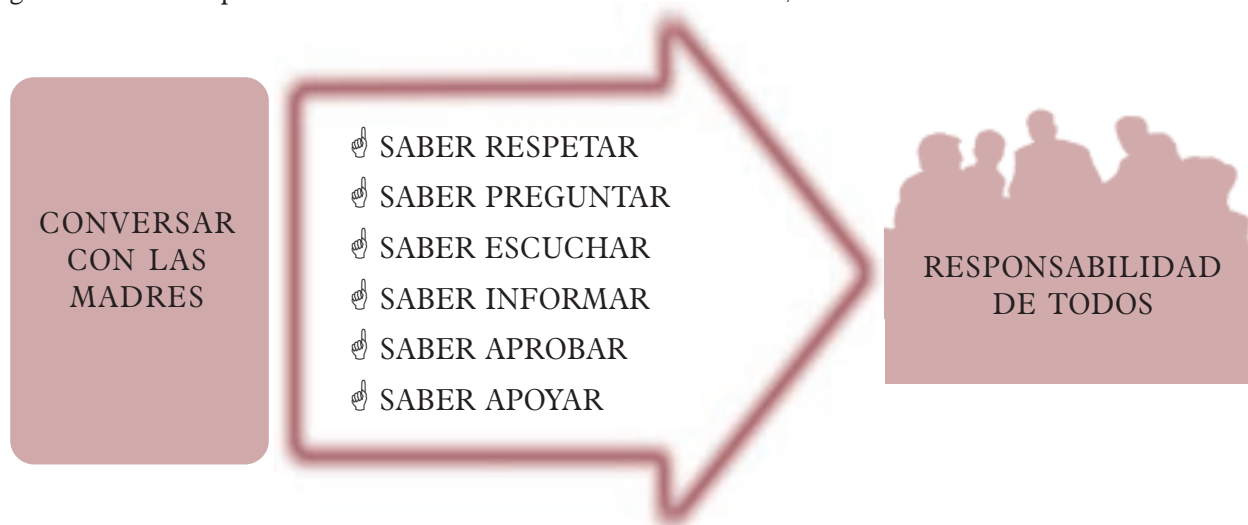 CONVERSAR
CON LAS
MADRES
☝ SABER RESPETAR
☝ SABER PREGUNTAR
☝ SABER ESCUCHAR
☝ SABER INFORMAR
☝ SABER APROBAR
☝ SABER APOYAR
RESPONSABILIDAD
DE TODOS